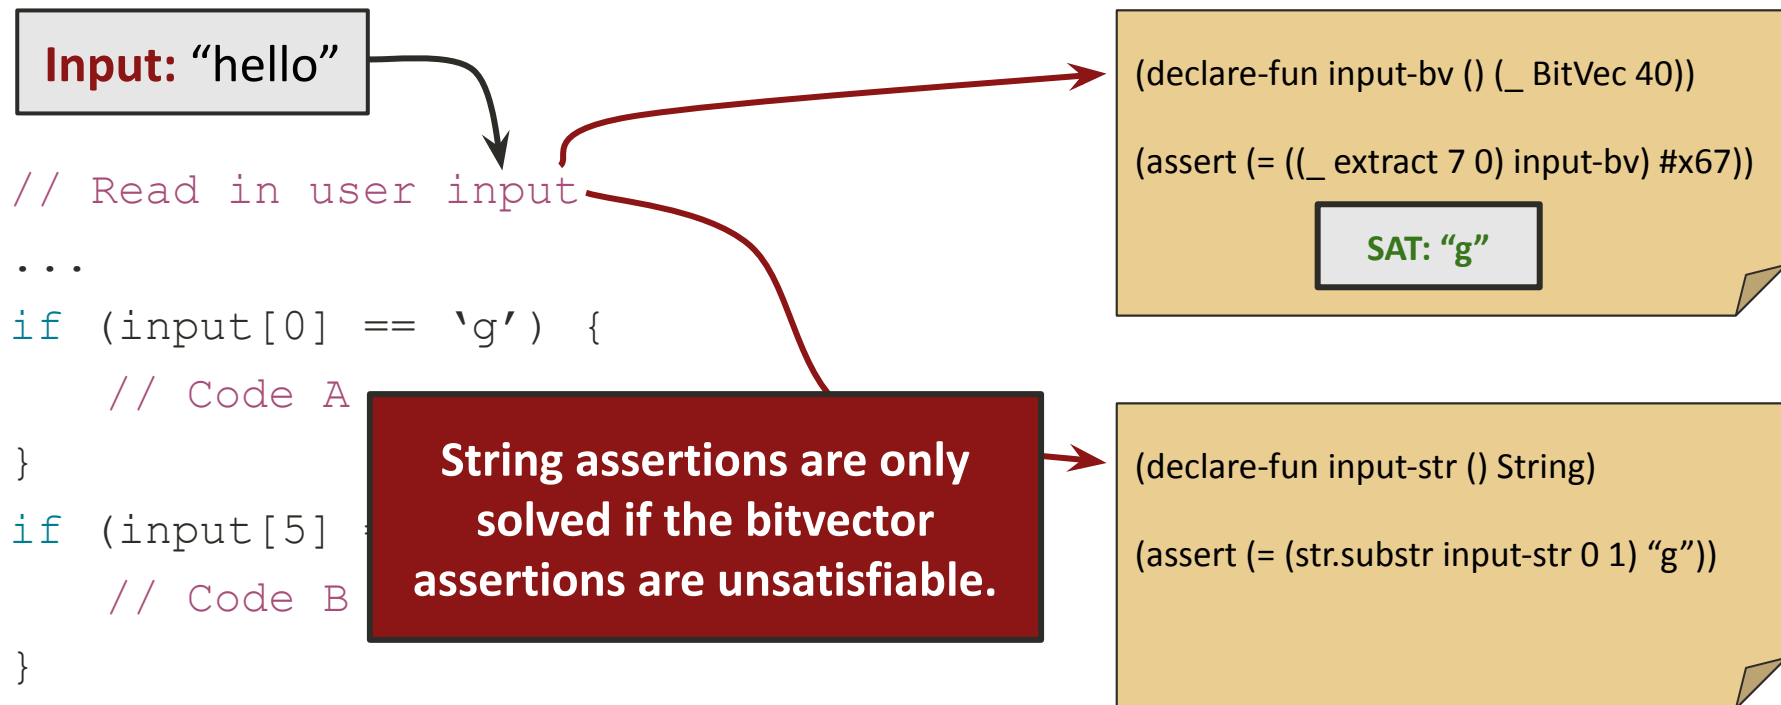 Input: “hello”
// Read in user input
...
if (input[0] == ‘g’) {
// Code A
}
if (input[5] =
// Code B
}
String assertions are only
solved if the bitvector
assertions are unsatisfiable.
(declare-fun input-bv () (_ BitVec 40))
(assert (= ((_ extract 7 0) input-bv) #x67))
SAT: “g”
(declare-fun input-str () String)
(assert (= (str.substr input-str 0 1) “g”))